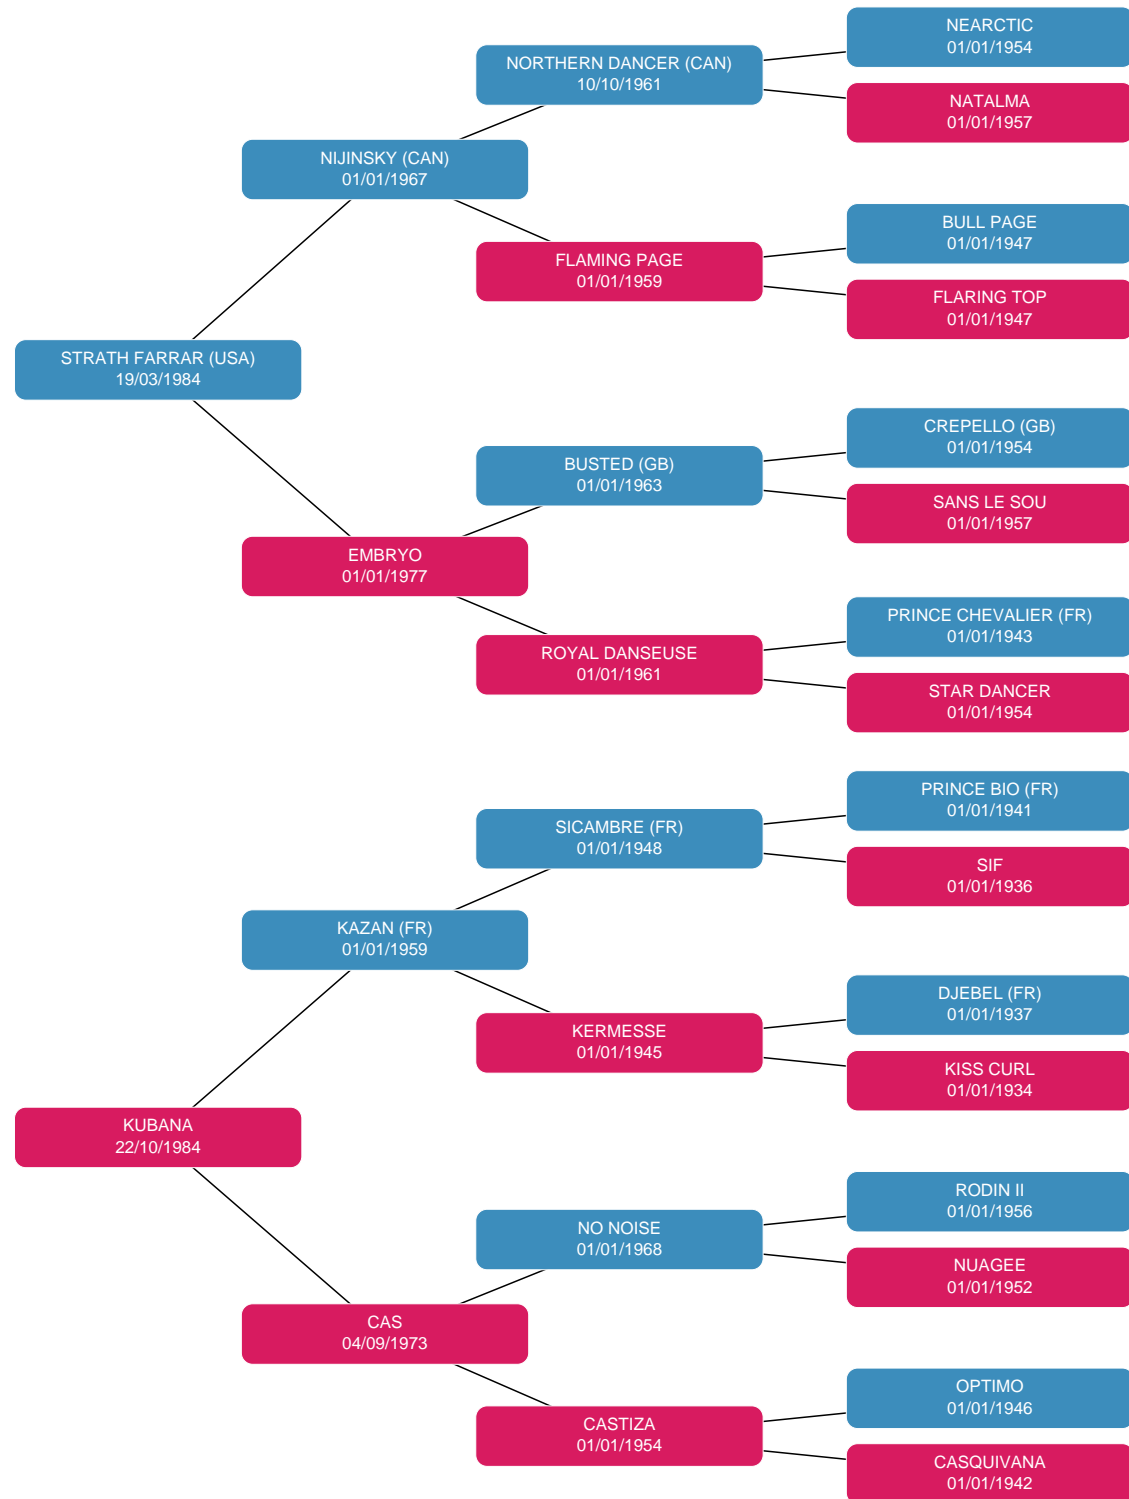 NEARCTIC
01/01/1954
NORTHERN DANCER (CAN)
10/10/1961
NATALMA
01/01/1957
NIJINSKY (CAN)
01/01/1967
BULL PAGE
01/01/1947
FLAMING PAGE
01/01/1959
FLARING TOP
01/01/1947
STRATH FARRAR (USA)
19/03/1984
CREPELLO (GB)
01/01/1954
BUSTED (GB)
01/01/1963
SANS LE SOU
01/01/1957
EMBRYO
01/01/1977
PRINCE CHEVALIER (FR)
01/01/1943
ROYAL DANSEUSE
01/01/1961
STAR DANCER
01/01/1954
PRINCE BIO (FR)
01/01/1941
SICAMBRE (FR)
01/01/1948
SIF
01/01/1936
KAZAN (FR)
01/01/1959
DJEBEL (FR)
01/01/1937
KERMESSE
01/01/1945
KISS CURL
01/01/1934
KUBANA
22/10/1984
RODIN II
01/01/1956
NO NOISE
01/01/1968
NUAGEE
01/01/1952
CAS
04/09/1973
OPTIMO
01/01/1946
CASTIZA
01/01/1954
CASQUIVANA
01/01/1942